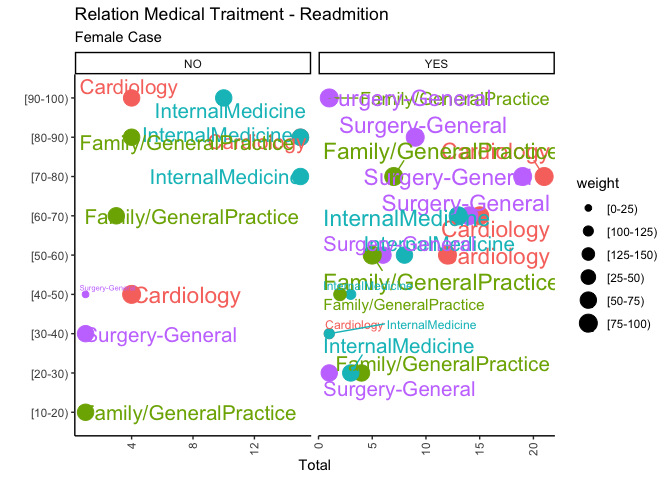 Relation Medical Traitment - Readmition
Female Case
NO
YES
[90-100)
[80-90)
[70-80)
[60-70)
[50-60)
[40-50)
[30-40)
[20-30)
[10-20)
Cardiology
InternalMedicine
InternalMedicine
Family/GeneralPractice
Cardiology
InternalMedicine
Family/GeneralPractice
Surgery-General
Cardiology
Surgery-General
Family/GeneralPractice
Surgery-General
Family/GeneralPractice
Surgery-General
Family/GeneralPractice
Cardiology
Surgery-General
Surgery-General
InternalMedicine
Cardiology
Surgery-General
InternalMedicine
Cardiology
Family/GeneralPractice
InternalMedicine
Family/GeneralPractice
Cardiology
InternalMedicine
InternalMedicine
Family/GeneralPractice
Surgery-General
4
8
12
0
5
10
15
20
Total
weight
[0-25)
[100-125)
[125-150)
[25-50)
[50-75)
[75-100)